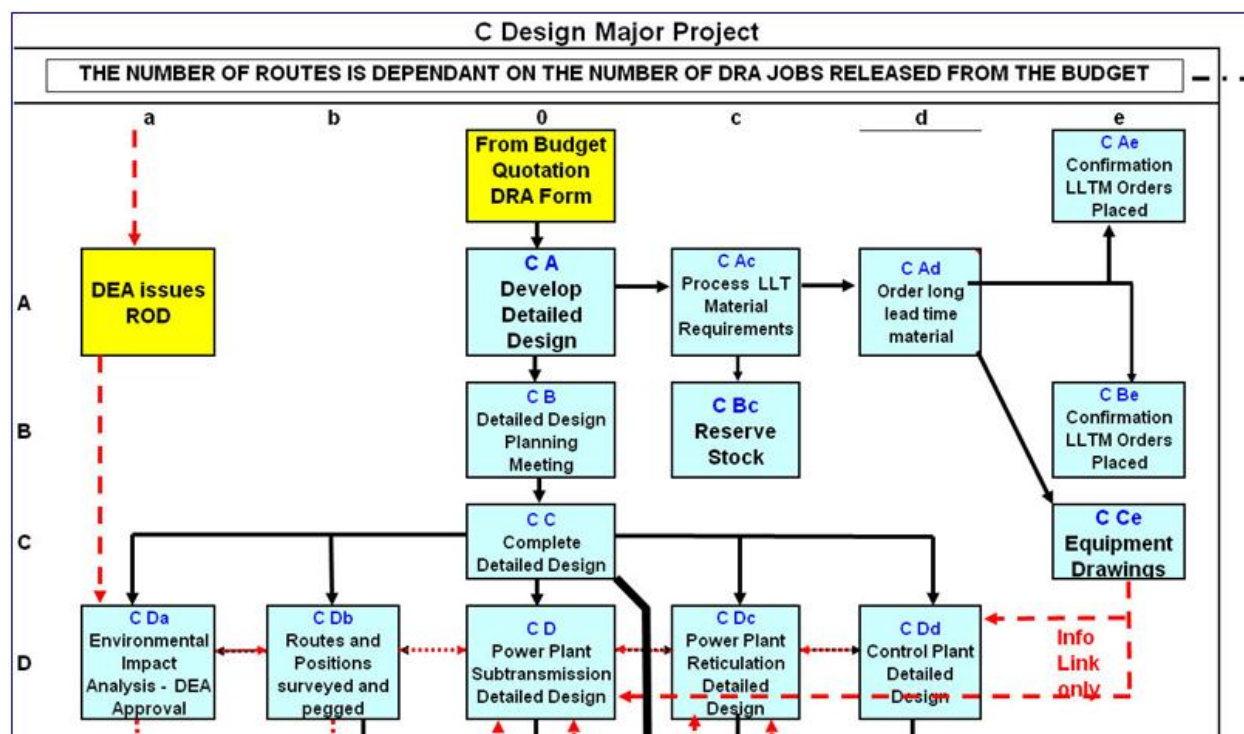 C Design Major Project
THE NUMBER OF ROUTES IS DEPENDANT ON THE NUMBER OF DRA JOBS RELEASED FROM THE BUDGET
a
b
0
c
d
e
From Budget
Quotation
DRA Form
C Ae
Confirmation
LLTM Orders
Placed
A
DEA issues
ROD
C A
Develop
Detailed
Design
C Ac
Process LLT
Material
Requirements
C Ad
Order long
lead time
material
B
C B
Detailed Design
Planning
Meeting
C Bc
Reserve
Stock
C Be
Confirmation
LLTM Orders
Placed
C
C C
Complete
Detailed Design
C Ce
Equipment
Drawings
D
C Da
Environmental
Impact
Analysis - DEA
Approval
C Db
Routes and
Positions
surveyed and
pegged
C D
Power Plant
Subtransmission
Detailed Design
C Dc
Power Plant
Reticulation
Detailed
Design
C Dd
Control Plant
Detailed
Design
Info
Link
only